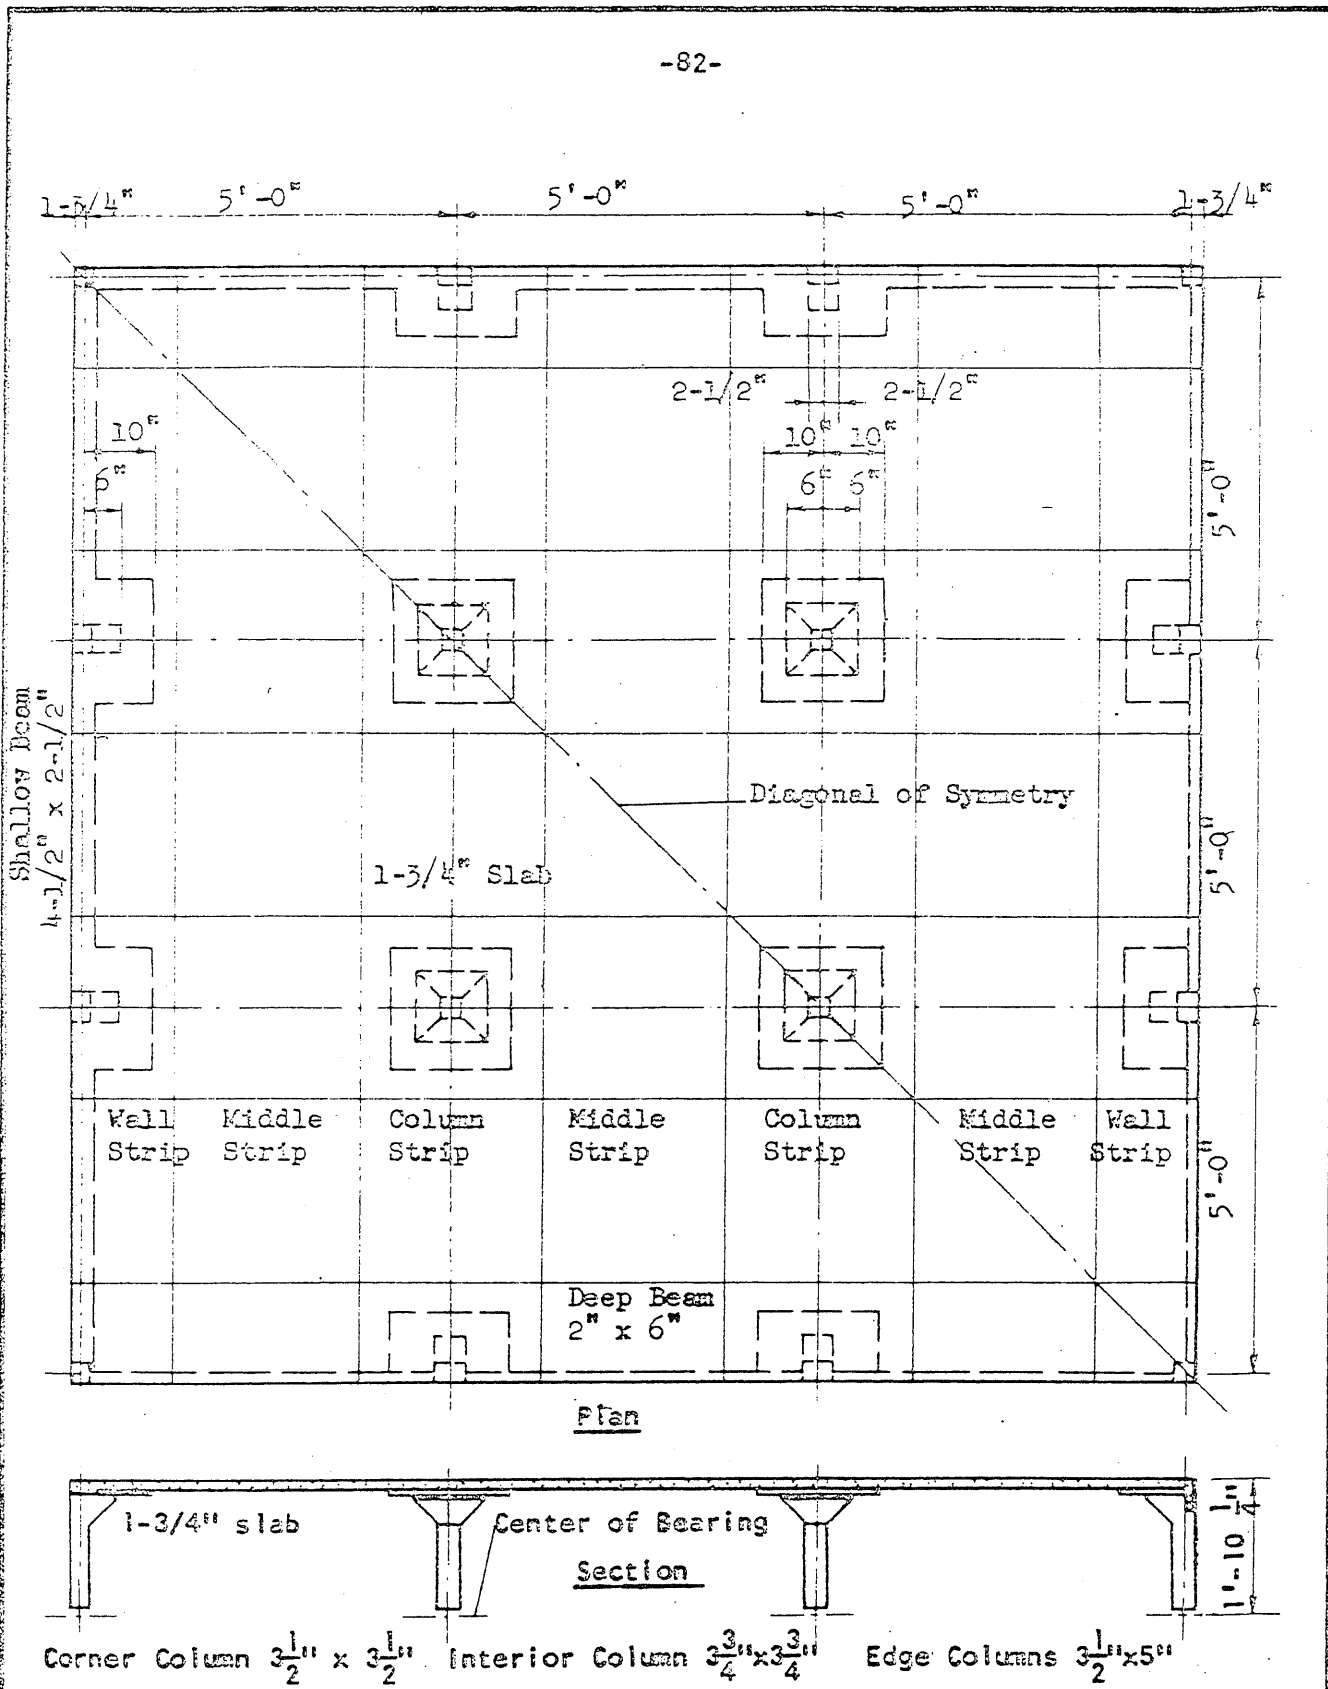 -82-
1-3/4" 5'-0" 5'-0" 5'-0" 1-3/4"
2-1/2" 2-1/2"
10" 10" 10"
6" 6" 6"
5'-0"
Shallow Beam
4-1/2" x 2-1/2"
Diagonal of Symmetry
1-3/4" Slab
5'-0"
Wall Middle Column Middle Column Middle Wall
Strip Strip Strip Strip Strip Strip Strip
5'-0"
Deep Beam
2" x 6"
Plan
1-3/4" slab
Center of Bearing
Section
1'-10 1/4"
Corner Column 3 1/2" x 3 1/2" Interior Column 3 3/4"x3 3/4" Edge Columns 3 1/2"x5"